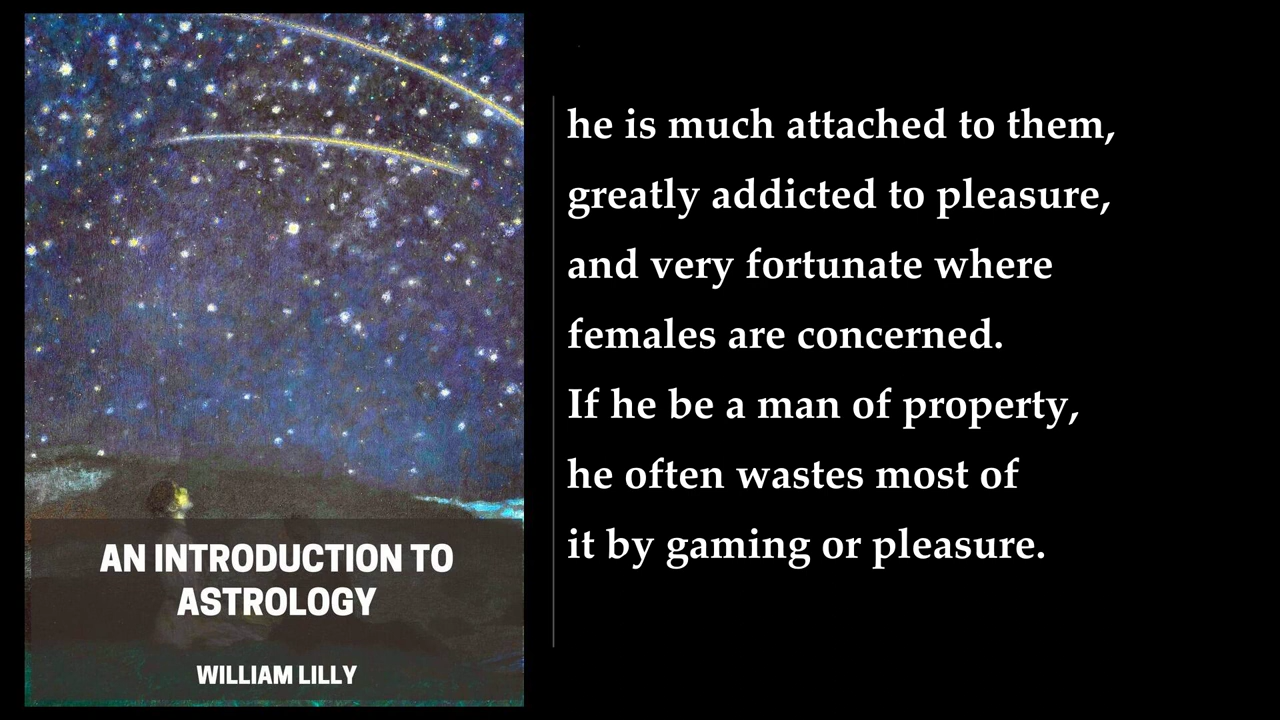 AN INTRODUCTION TO
ASTROLOGY
WILLIAM LILLY
he is much attached to them,
greatly addicted to pleasure,
and very fortunate where
females are concerned.
If he be a man of property,
he often wastes most of
it by gaming or pleasure.